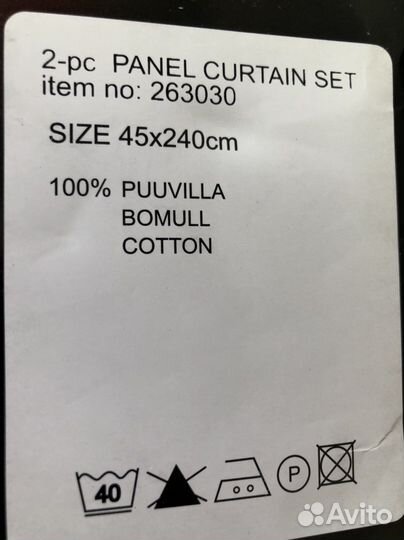 2-pc PANEL CURTAIN SET
item no: 263030
SIZE 45x240cm
100% PUUVILLA
BOMULL
COTTON
40
P
Avito